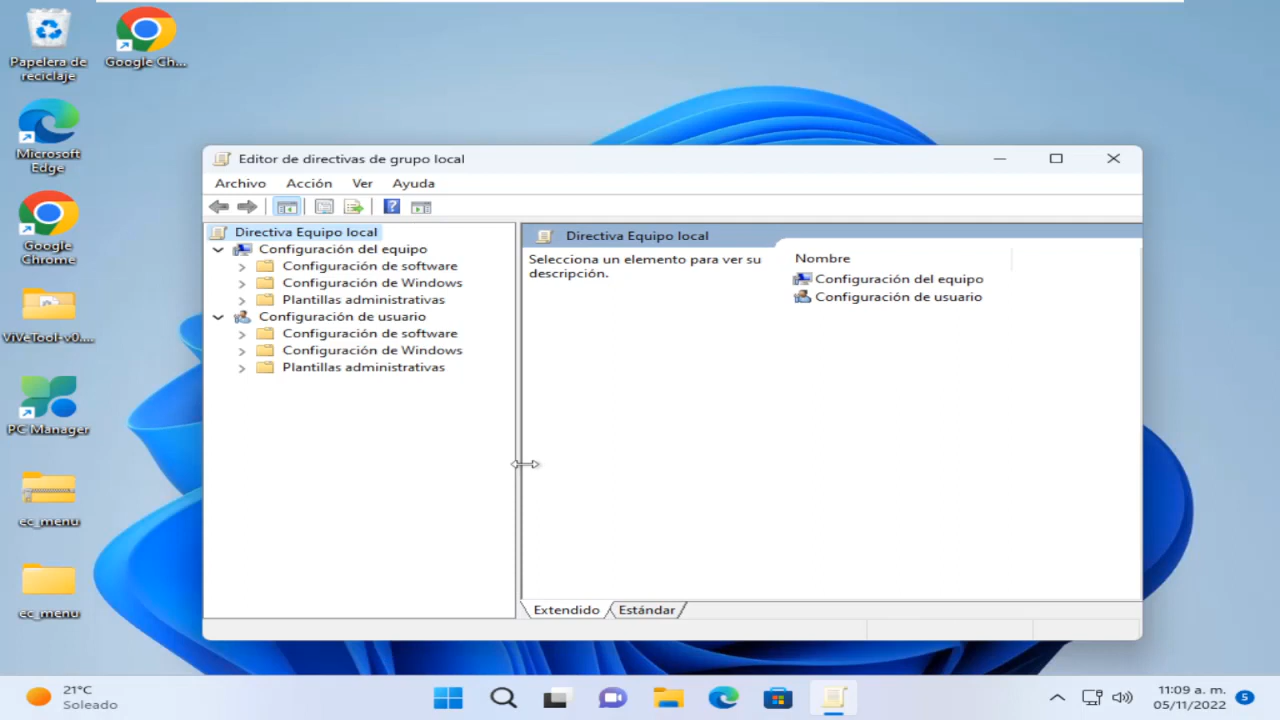 Papelera de
reciclaje
Google Ch...
Microsoft
Edge
Google
Chrome
ViVeTool-v0....
PC Manager
ec_menu
ec_menu
Editor de directivas de grupo local
Archivo Acción Ver Ayuda
Directiva Equipo local
Configuración del equipo
Configuración de software
Configuración de Windows
Plantillas administrativas
Configuración de usuario
Configuración de software
Configuración de Windows
Plantillas administrativas
Directiva Equipo local
Selecciona un elemento para ver su
descripción.
Nombre
Configuración del equipo
Configuración de usuario
Extendido Estándar
21°C
Soleado
11:09 a. m.
05/11/2022
5